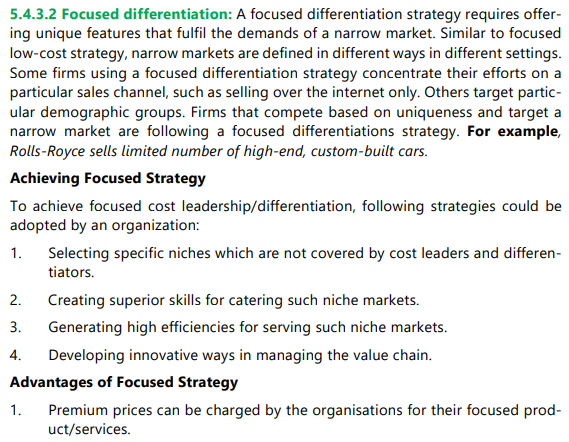 5.4.3.2 Focused differentiation: A focused differentiation strategy requires offer-
ing unique features that fulfil the demands of a narrow market. Similar to focused
low-cost strategy, narrow markets are defined in different ways in different settings.
Some firms using a focused differentiation strategy concentrate their efforts on a
particular sales channel, such as selling over the internet only. Others target partic-
ular demographic groups. Firms that compete based on uniqueness and target a
narrow market are following a focused differentiations strategy. For example,
Rolls-Royce sells limited number of high-end, custom-built cars.
Achieving Focused Strategy
To achieve focused cost leadership/differentiation, following strategies could be
adopted by an organization:
1. Selecting specific niches which are not covered by cost leaders and differen-
tiators.
2. Creating superior skills for catering such niche markets.
3. Generating high efficiencies for serving such niche markets.
4. Developing innovative ways in managing the value chain.
Advantages of Focused Strategy
1. Premium prices can be charged by the organisations for their focused prod-
uct/services.